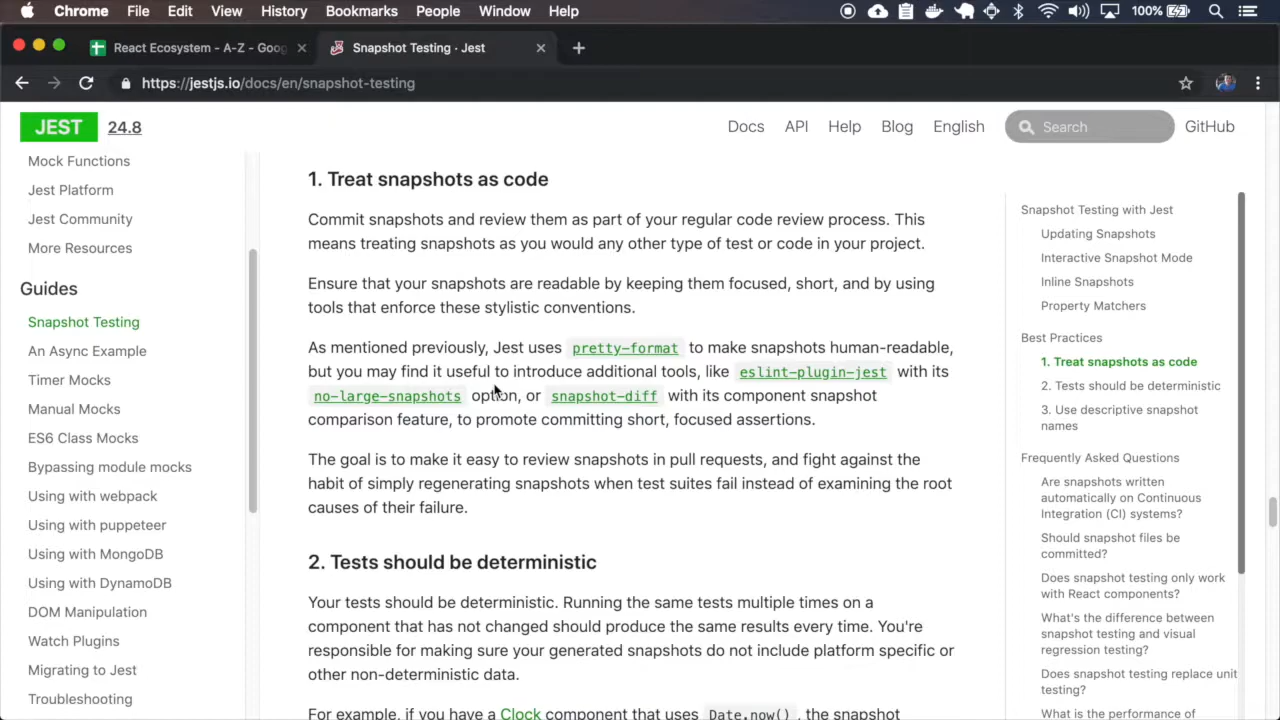 Chrome File Edit View History Bookmarks People Window Help 100%
React Ecosystem - A-Z - Goog
Snapshot Testing · Jest
https://jestjs.io/docs/en/snapshot-testing
JEST 24.8
Docs API Help Blog English Search GitHub
Mock Functions
Jest Platform
Jest Community
More Resources
Guides
Snapshot Testing
An Async Example
Timer Mocks
Manual Mocks
ES6 Class Mocks
Bypassing module mocks
Using with webpack
Using with puppeteer
Using with MongoDB
Using with DynamoDB
DOM Manipulation
Watch Plugins
Migrating to Jest
Troubleshooting
1. Treat snapshots as code
Commit snapshots and review them as part of your regular code review process. This
means treating snapshots as you would any other type of test or code in your project.
Ensure that your snapshots are readable by keeping them focused, short, and by using
tools that enforce these stylistic conventions.
As mentioned previously, Jest uses pretty-format to make snapshots human-readable,
but you may find it useful to introduce additional tools, like eslint-plugin-jest with its
no-large-snapshots option, or snapshot-diff with its component snapshot
comparison feature, to promote committing short, focused assertions.
The goal is to make it easy to review snapshots in pull requests, and fight against the
habit of simply regenerating snapshots when test suites fail instead of examining the root
causes of their failure.
2. Tests should be deterministic
Your tests should be deterministic. Running the same tests multiple times on a
component that has not changed should produce the same results every time. You're
responsible for making sure your generated snapshots do not include platform specific or
other non-deterministic data.
For example, if you have a Clock component that uses Date.now() , the snapshot
Snapshot Testing with Jest
Updating Snapshots
Interactive Snapshot Mode
Inline Snapshots
Property Matchers
Best Practices
1. Treat snapshots as code
2. Tests should be deterministic
3. Use descriptive snapshot
names
Frequently Asked Questions
Are snapshots written
automatically on Continuous
Integration (CI) systems?
Should snapshot files be
committed?
Does snapshot testing only work
with React components?
What's the difference between
snapshot testing and visual
regression testing?
Does snapshot testing replace unit
testing?
What is the performance of